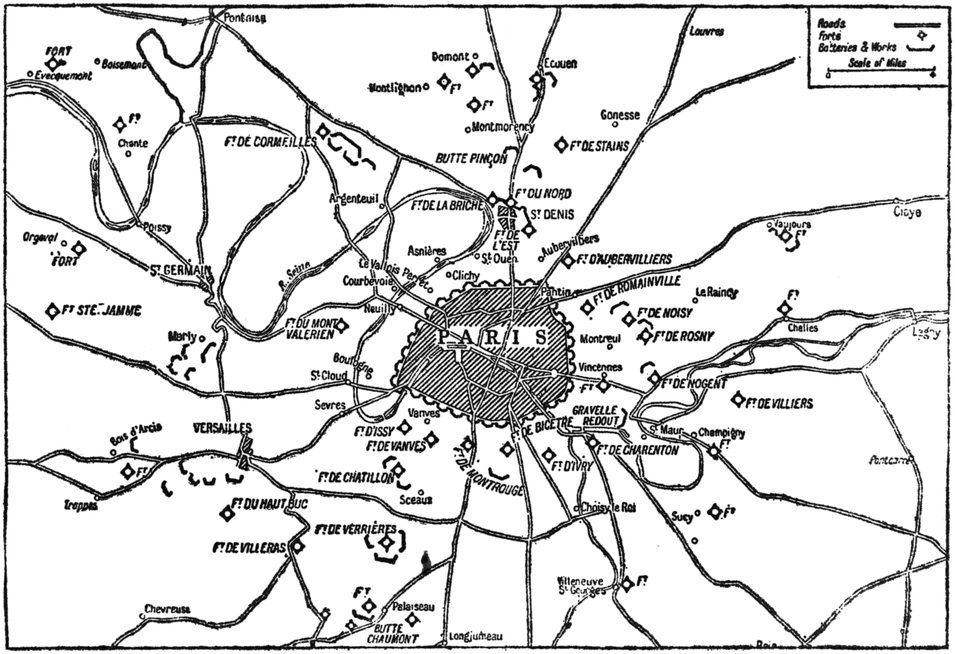 Pontoise
Louvres
Roads
Forts
Batteries & Works
Scale of Miles
FORT
Boisemont
Evecquemont
Domont
Ecouen
Montlignon
Fᵗ
Fᵗ
Montmorency
Gonesse
Fᵗ
Chante
Fᵗ DE CORMEILLES
BUTTE PINÇON
Fᵗ DE STAINS
Argenteuil
Fᵗ DE LA BRICHE
Fᵗ DU NORD
Sᵗ DENIS
Claye
Poissy
Orgeval
FORT
Fᵗ DE
L'EST
Vaujours
Fᵗ
Asnières
Sᵗ Ouen
Aubervilliers
Fᵗ D'AUBERVILLIERS
Sᵗ GERMAIN
R. Seine
Le Vallois Perret
Courbevoie
Clichy
Fᵗ DE ROMAINVILLE
Le Raincy
Pantin
Neuilly
Fᵗ STE. JAMME
Fᵗ DU MONT
VALERIEN
Fᵗ DE NOISY
Fᵗ
Chelles
Lagny
Marly
PARIS
Montreuil
Fᵗ DE ROSNY
Boulogne
Sᵗ Cloud
Vincennes
Fᵗ
Fᵗ DE NOGENT
Sevres
Vanves
GRAVELLE
REDOUT
Fᵗ DE VILLIERS
VERSAILLES
Bois d'Arcis
Fᵗ D'ISSY
Fᵗ DE VANVES
Fᵗ DE BICETRE
Sᵗ Maur
Champigny
Fᵗ
Fᵗ DE CHARENTON
Fᵗ
Fᵗ DE CHATILLON
Fᵗ DE MONTROUGE
Fᵗ D'IVRY
Pontcarré
Trappes
Sceaux
Fᵗ DU HAUT BUC
Choisy le Roi
Sucy
Fᵗ
Fᵗ DE VERRIÈRES
Fᵗ DE VILLERAS
Villeneuve
Sᵗ Georges
Fᵗ
Fᵗ
Chevreuse
Palaiseau
BUTTE
CHAUMONT
Longjumeau